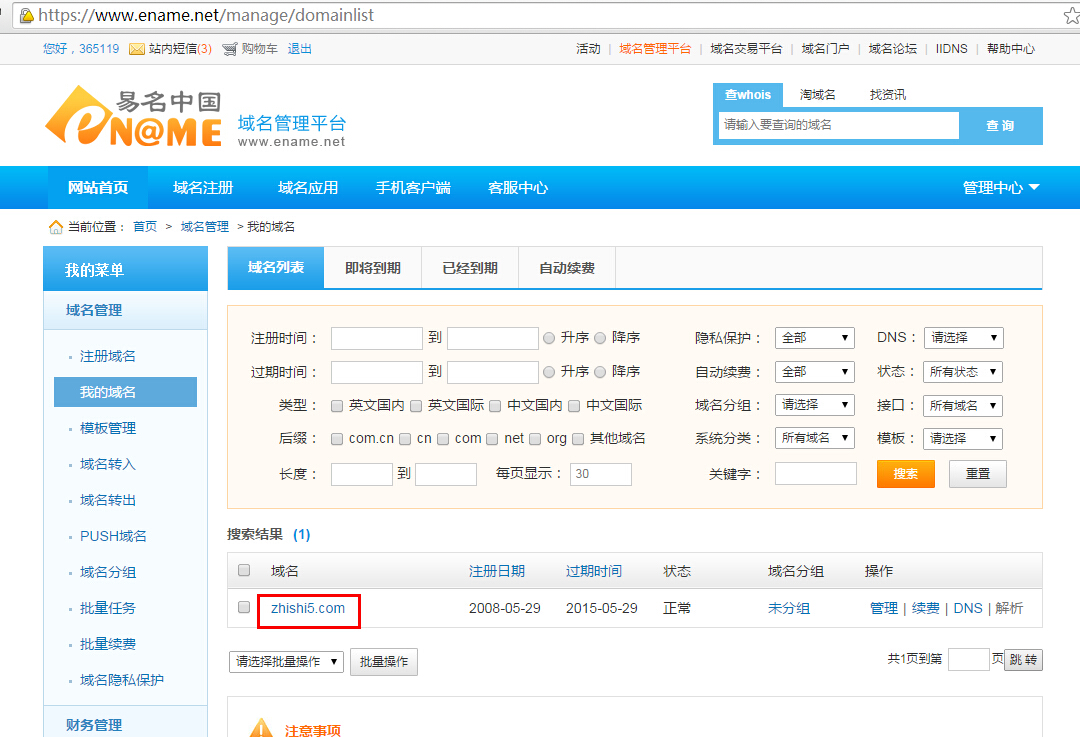 https://www.ename.net/manage/domainlist
您好，365119 站内短信(3) 购物车 退出 活动 | 域名管理平台 | 域名交易平台 | 域名门户 | 域名论坛 | IIDNS | 帮助中心
易名中国
eN@ME
域名管理平台
www.ename.net
查whois 淘域名 找资讯
请输入要查询的域名 查 询
网站首页 域名注册 域名应用 手机客户端 客服中心 管理中心
当前位置： 首页 > 域名管理 > 我的域名
我的菜单
域名管理
注册域名
我的域名
模板管理
域名转入
域名转出
PUSH域名
域名分组
批量任务
批量续费
域名隐私保护
财务管理
域名列表 即将到期 已经到期 自动续费
注册时间： 到 升序 降序 隐私保护： 全部 DNS： 请选择
过期时间： 到 升序 降序 自动续费： 全部 状态： 所有状态
类型： 英文国内 英文国际 中文国内 中文国际 域名分组： 请选择 接口： 所有域名
后缀： com.cn cn com net org 其他域名 系统分类： 所有域名 模板： 请选择
长度： 到 每页显示： 30 关键字： 搜索 重置
搜索结果 (1)
域名 注册日期 过期时间 状态 域名分组 操作
zhishi5.com 2008-05-29 2015-05-29 正常 未分组 管理 | 续费 | DNS | 解析
请选择批量操作 批量操作 共1页到第 页 跳 转
注意事项